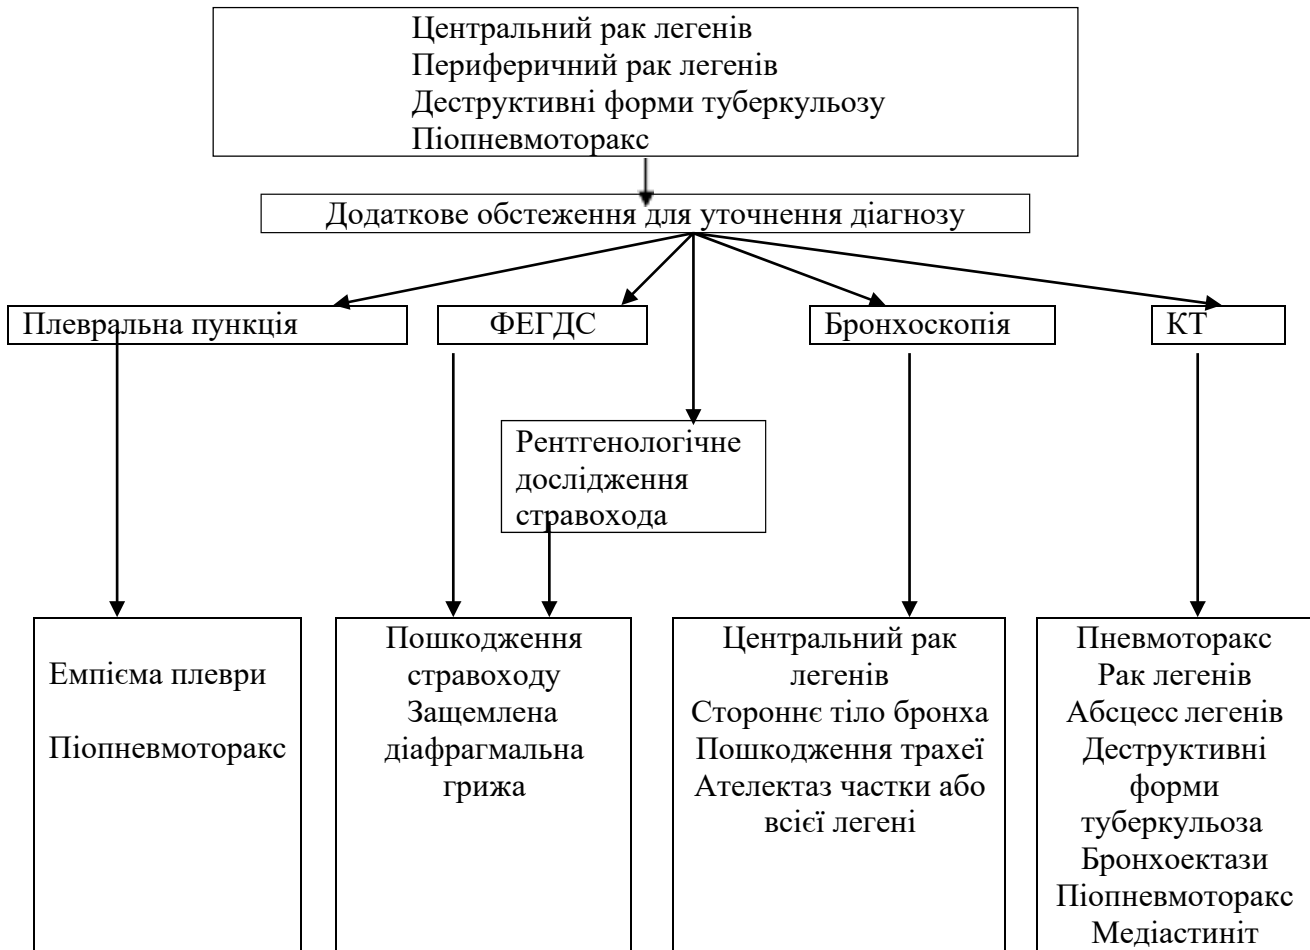 Центральний рак легенів
Периферичний рак легенів
Деструктивні форми туберкульозу
Піопневмоторакс
Додаткове обстеження для уточнення діагнозу
Плевральна пункція
ФЕГДС
Бронхоскопія
КТ
Рентгенологічне
дослідження
стравохода
Емпієма плеври
Піопневмоторакс
Пошкодження
стравоходу
Защемлена
діафрагмальна
грижа
Центральний рак
легенів
Стороннє тіло бронха
Пошкодження трахеї
Ателектаз частки або
всієї легені
Пневмоторакс
Рак легенів
Абсцесс легенів
Деструктивні
форми
туберкульоза
Бронхоектази
Піопневмоторакс
Медіастиніт